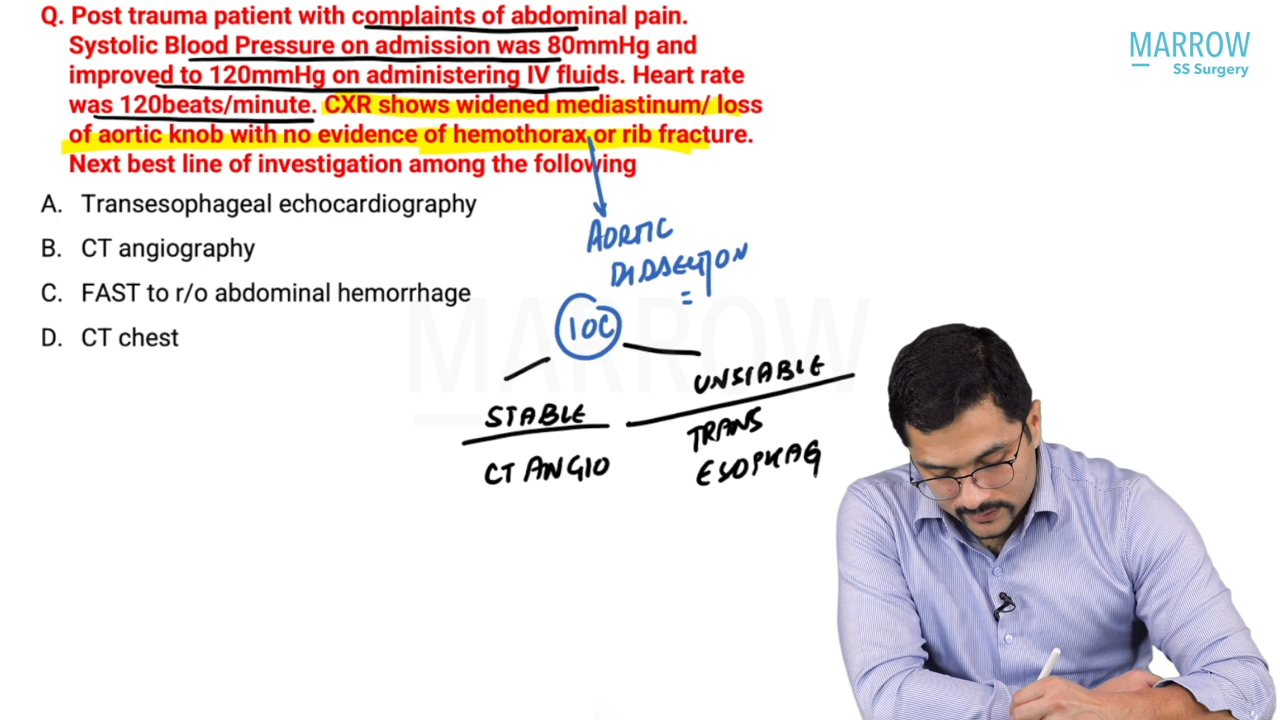 Q. Post trauma patient with complaints of abdominal pain.
Systolic Blood Pressure on admission was 80mmHg and
improved to 120mmHg on administering IV fluids. Heart rate
was 120beats/minute. CXR shows widened mediastinum/ loss
of aortic knob with no evidence of hemothorax or rib fracture.
Next best line of investigation among the following
A. Transesophageal echocardiography
B. CT angiography
C. FAST to r/o abdominal hemorrhage
D. CT chest
MARROW
SS Surgery
AORTIC
DISSECTION
IOC
STABLE
CT ANGIO
UNSTABLE
TRANS
ESOPHAG
MARROW